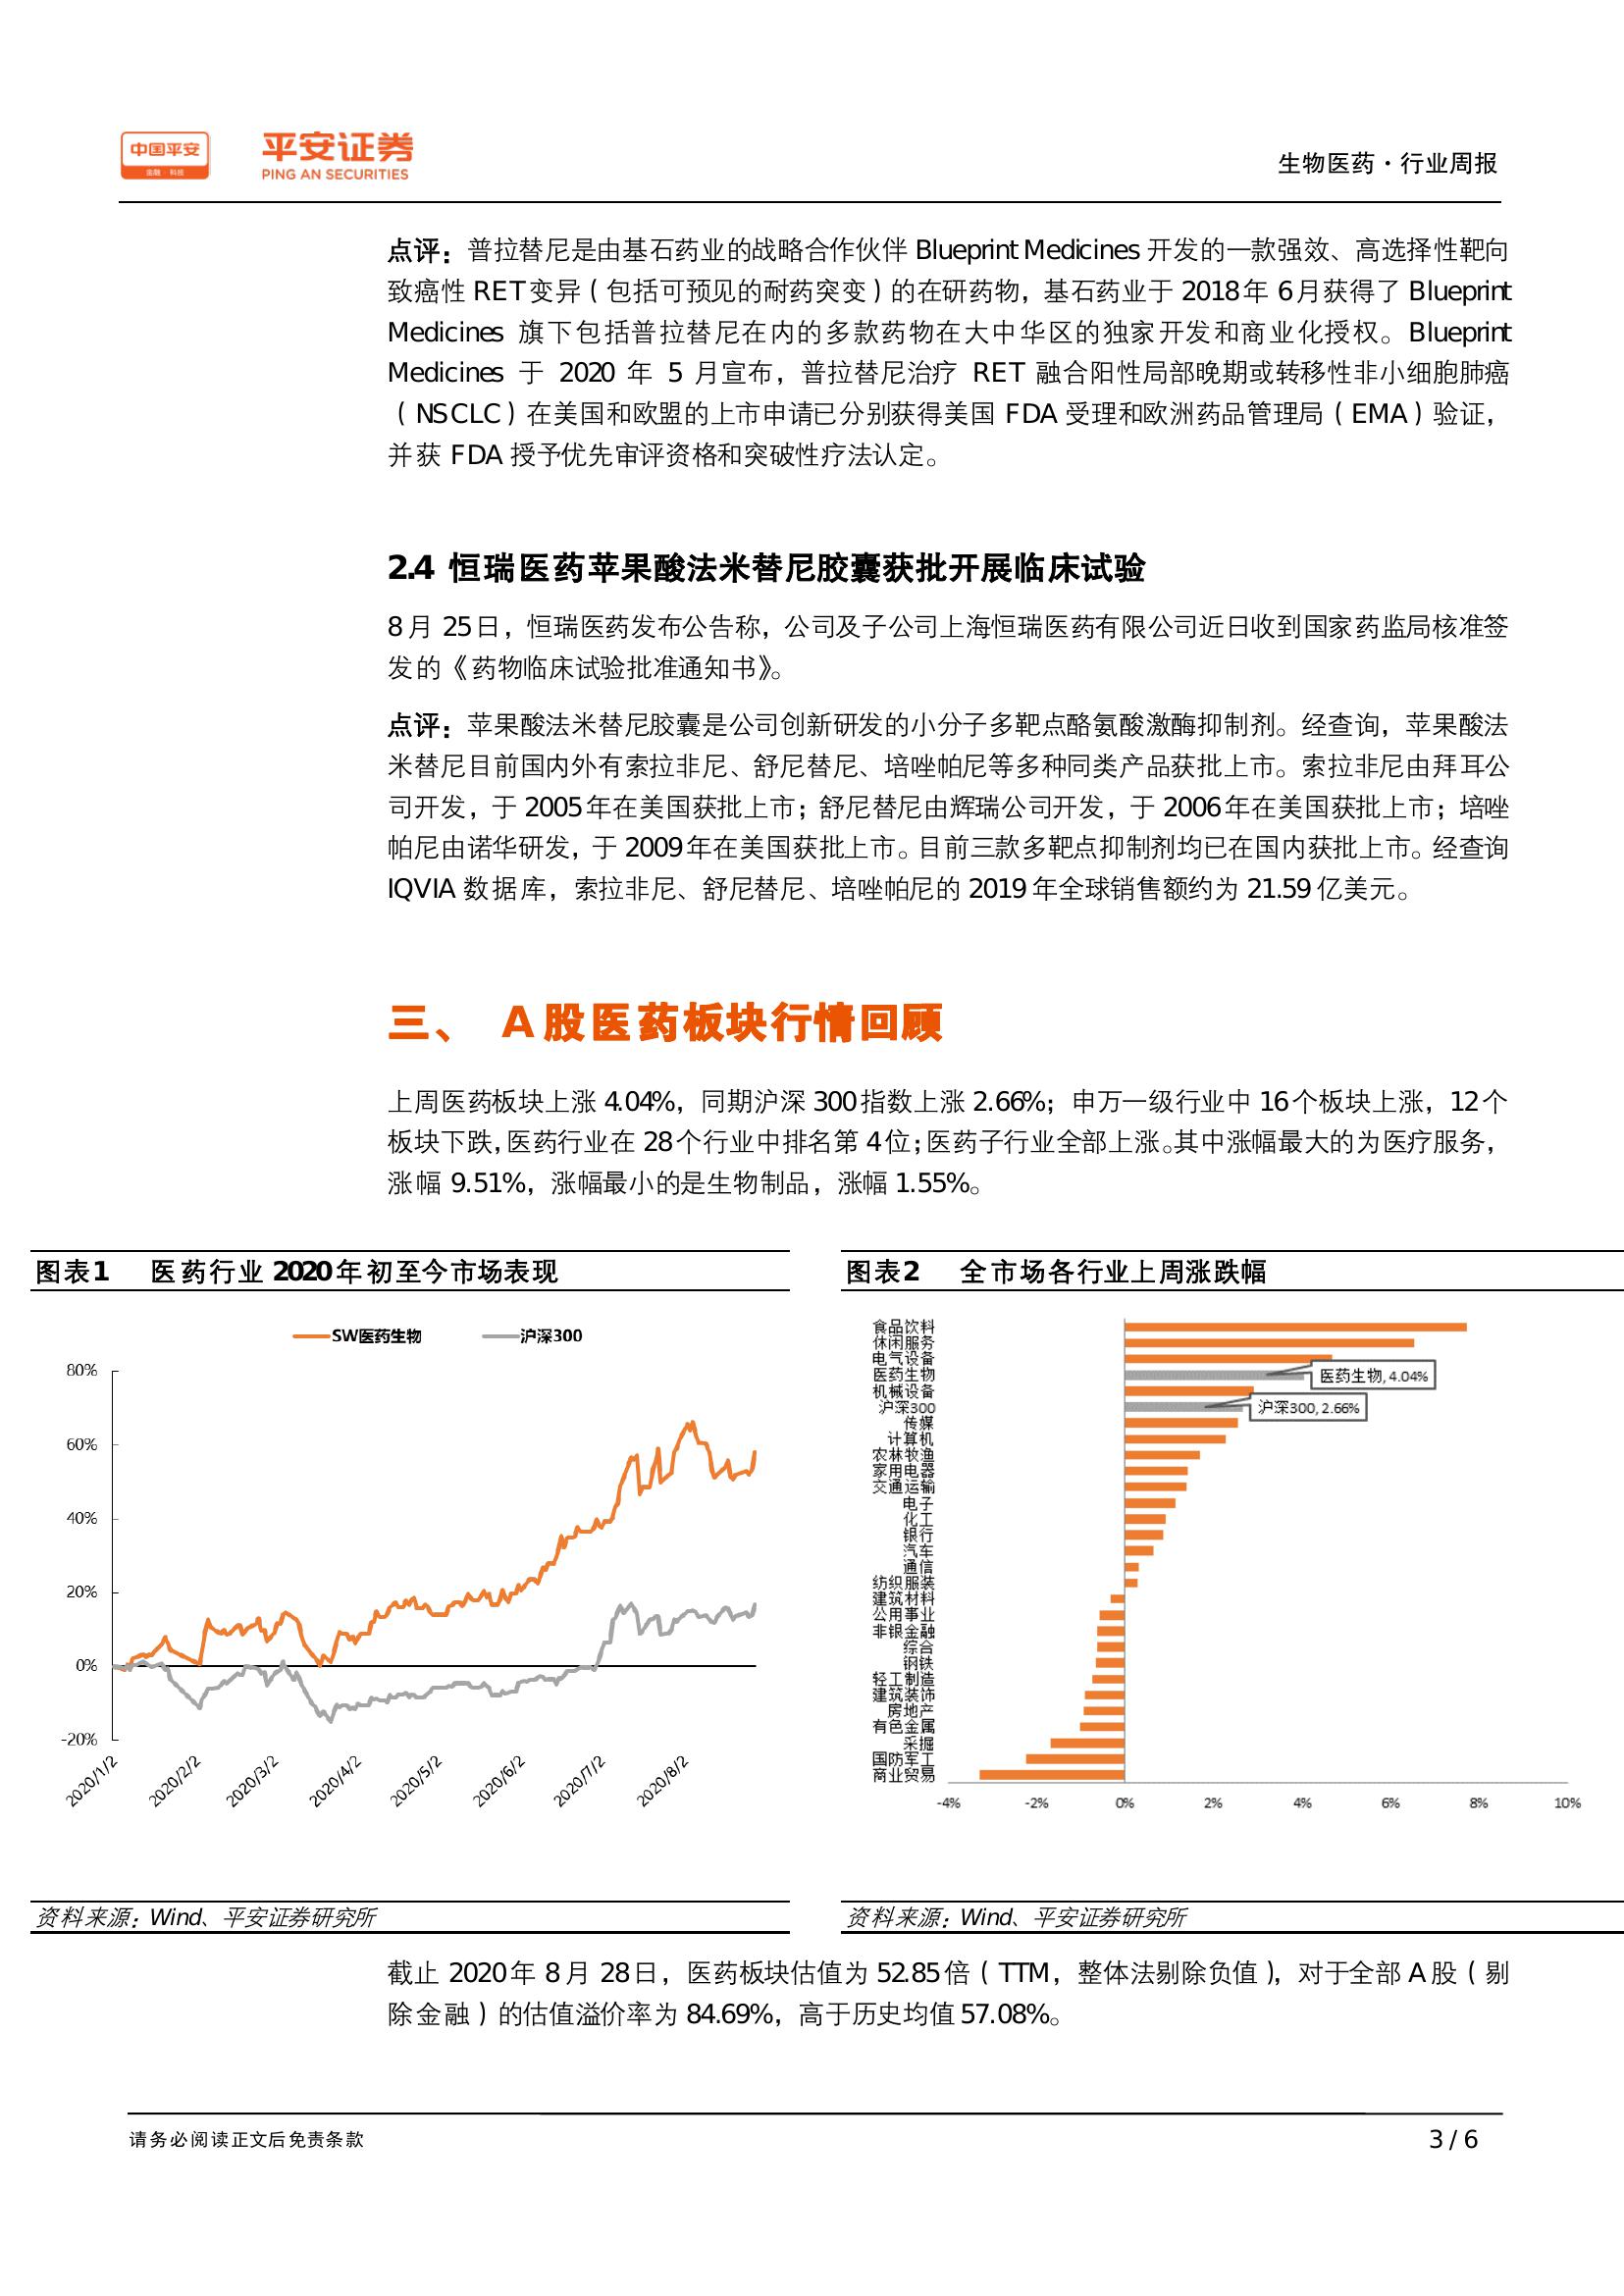 中国平安
金融·科技
平安证券
PING AN SECURITIES
生物医药·行业周报
点评：普拉替尼是由基石药业的战略合作伙伴 Blueprint Medicines 开发的一款强效、高选择性靶向
致癌性 RET 变异（包括可预见的耐药突变）的在研药物，基石药业于 2018 年 6 月获得了 Blueprint
Medicines 旗下包括普拉替尼在内的多款药物在大中华区的独家开发和商业化授权。Blueprint
Medicines 于 2020 年 5 月宣布，普拉替尼治疗 RET 融合阳性局部晚期或转移性非小细胞肺癌
（NSCLC）在美国和欧盟的上市申请已分别获得美国 FDA 受理和欧洲药品管理局（EMA）验证，
并获 FDA 授予优先审评资格和突破性疗法认定。
2.4 恒瑞医药苹果酸法米替尼胶囊获批开展临床试验
8 月 25 日，恒瑞医药发布公告称，公司及子公司上海恒瑞医药有限公司近日收到国家药监局核准签
发的《药物临床试验批准通知书》。
点评：苹果酸法米替尼胶囊是公司创新研发的小分子多靶点酪氨酸激酶抑制剂。经查询，苹果酸法
米替尼目前国内外有索拉非尼、舒尼替尼、培唑帕尼等多种同类产品获批上市。索拉非尼由拜耳公
司开发，于 2005 年在美国获批上市；舒尼替尼由辉瑞公司开发，于 2006 年在美国获批上市；培唑
帕尼由诺华研发，于 2009 年在美国获批上市。目前三款多靶点抑制剂均已在国内获批上市。经查询
IQVIA 数据库，索拉非尼、舒尼替尼、培唑帕尼的 2019 年全球销售额约为 21.59 亿美元。
三、 A 股医药板块行情回顾
上周医药板块上涨 4.04%，同期沪深 300 指数上涨 2.66%；申万一级行业中 16 个板块上涨，12 个
板块下跌，医药行业在 28 个行业中排名第 4 位；医药子行业全部上涨。其中涨幅最大的为医疗服务，
涨幅 9.51%，涨幅最小的是生物制品，涨幅 1.55%。
图表1 医药行业 2020 年初至今市场表现
SW医药生物 沪深300
80%
60%
40%
20%
0%
-20%
2020/1/2 2020/2/2 2020/3/2 2020/4/2 2020/5/2 2020/6/2 2020/7/2 2020/8/2
资料来源：Wind、平安证券研究所
图表2 全市场各行业上周涨跌幅
食品饮料
休闲服务
电气设备
医药生物
医药生物, 4.04%
机械设备
沪深300
沪深300, 2.66%
传媒
计算机
农林牧渔
家用电器
交通运输
电子
化工
银行
汽车
通信
纺织服装
建筑材料
公用事业
非银金融
综合
钢铁
轻工制造
建筑装饰
房地产
有色金属
采掘
国防军工
商业贸易
-4% -2% 0% 2% 4% 6% 8% 10%
资料来源：Wind、平安证券研究所
截止 2020 年 8 月 28 日，医药板块估值为 52.85 倍（TTM，整体法剔除负值），对于全部 A 股（剔
除金融）的估值溢价率为 84.69%，高于历史均值 57.08%。
请务必阅读正文后免责条款
3 / 6